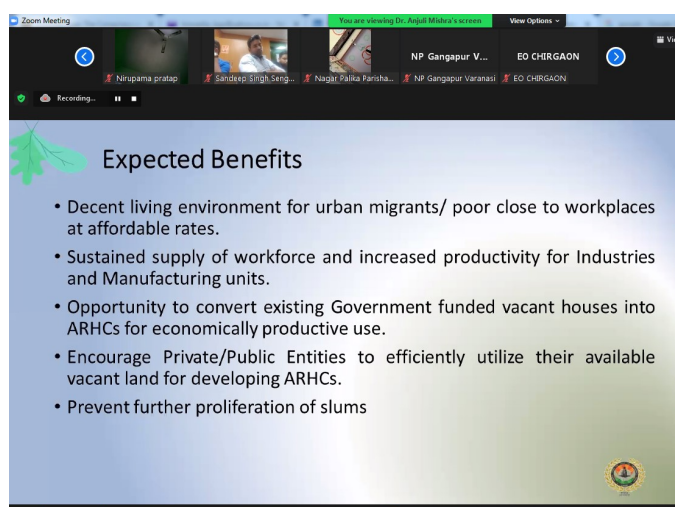 Zoom Meeting
You are viewing Dr. Anjuli Mishra's screen
View Options
Vi
Nirupama pratap
Sandeep Singh Seng...
Nagar Palika Parisha...
NP Gangapur V...
NP Gangapur Varanasi
EO CHIRGAON
EO CHIRGAON
Recording...
Expected Benefits
• Decent living environment for urban migrants/ poor close to workplaces
at affordable rates.
• Sustained supply of workforce and increased productivity for Industries
and Manufacturing units.
• Opportunity to convert existing Government funded vacant houses into
ARHCs for economically productive use.
• Encourage Private/Public Entities to efficiently utilize their available
vacant land for developing ARHCs.
• Prevent further proliferation of slums